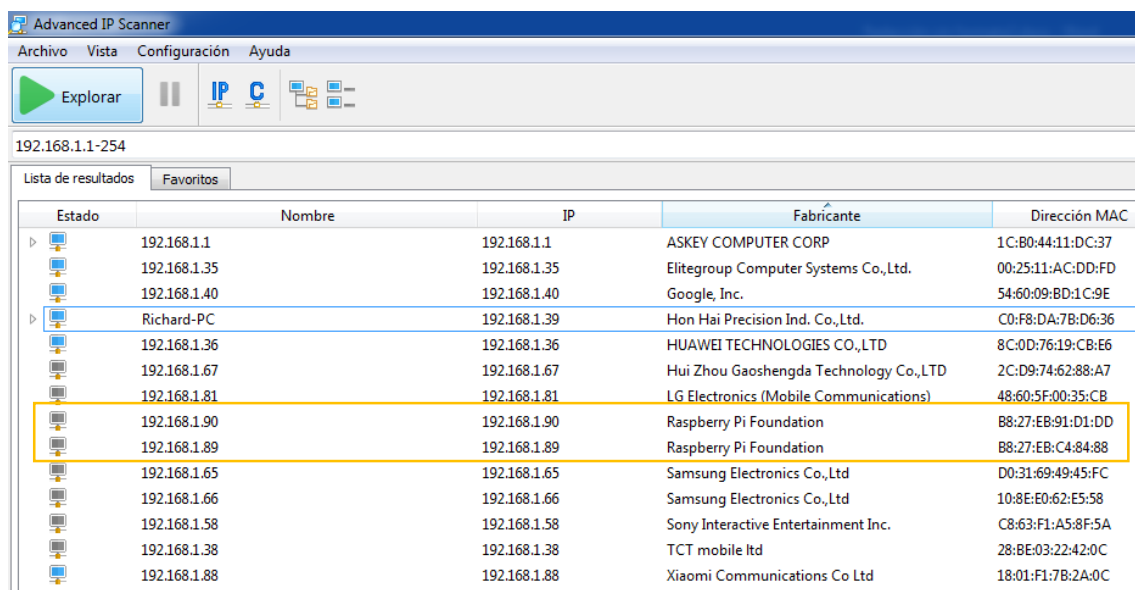 Advanced IP Scanner
Archivo Vista Configuración Ayuda
Explorar IP C
192.168.1.1-254
Lista de resultados Favoritos
Estado Nombre IP Fabricante Dirección MAC
192.168.1.1 192.168.1.1 ASKEY COMPUTER CORP 1C:B0:44:11:DC:37
192.168.1.35 192.168.1.35 Elitegroup Computer Systems Co.,Ltd. 00:25:11:AC:DD:FD
192.168.1.40 192.168.1.40 Google, Inc. 54:60:09:BD:1C:9E
Richard-PC 192.168.1.39 Hon Hai Precision Ind. Co.,Ltd. C0:F8:DA:7B:D6:36
192.168.1.36 192.168.1.36 HUAWEI TECHNOLOGIES CO.,LTD 8C:0D:76:19:CB:E6
192.168.1.67 192.168.1.67 Hui Zhou Gaoshengda Technology Co.,LTD 2C:D9:74:62:88:A7
192.168.1.81 192.168.1.81 LG Electronics (Mobile Communications) 48:60:5F:00:35:CB
192.168.1.90 192.168.1.90 Raspberry Pi Foundation B8:27:EB:91:D1:DD
192.168.1.89 192.168.1.89 Raspberry Pi Foundation B8:27:EB:C4:84:88
192.168.1.65 192.168.1.65 Samsung Electronics Co.,Ltd D0:31:69:49:45:FC
192.168.1.66 192.168.1.66 Samsung Electronics Co.,Ltd 10:8E:E0:62:E5:58
192.168.1.58 192.168.1.58 Sony Interactive Entertainment Inc. C8:63:F1:A5:8F:5A
192.168.1.38 192.168.1.38 TCT mobile ltd 28:BE:03:22:42:0C
192.168.1.88 192.168.1.88 Xiaomi Communications Co Ltd 18:01:F1:7B:2A:0C